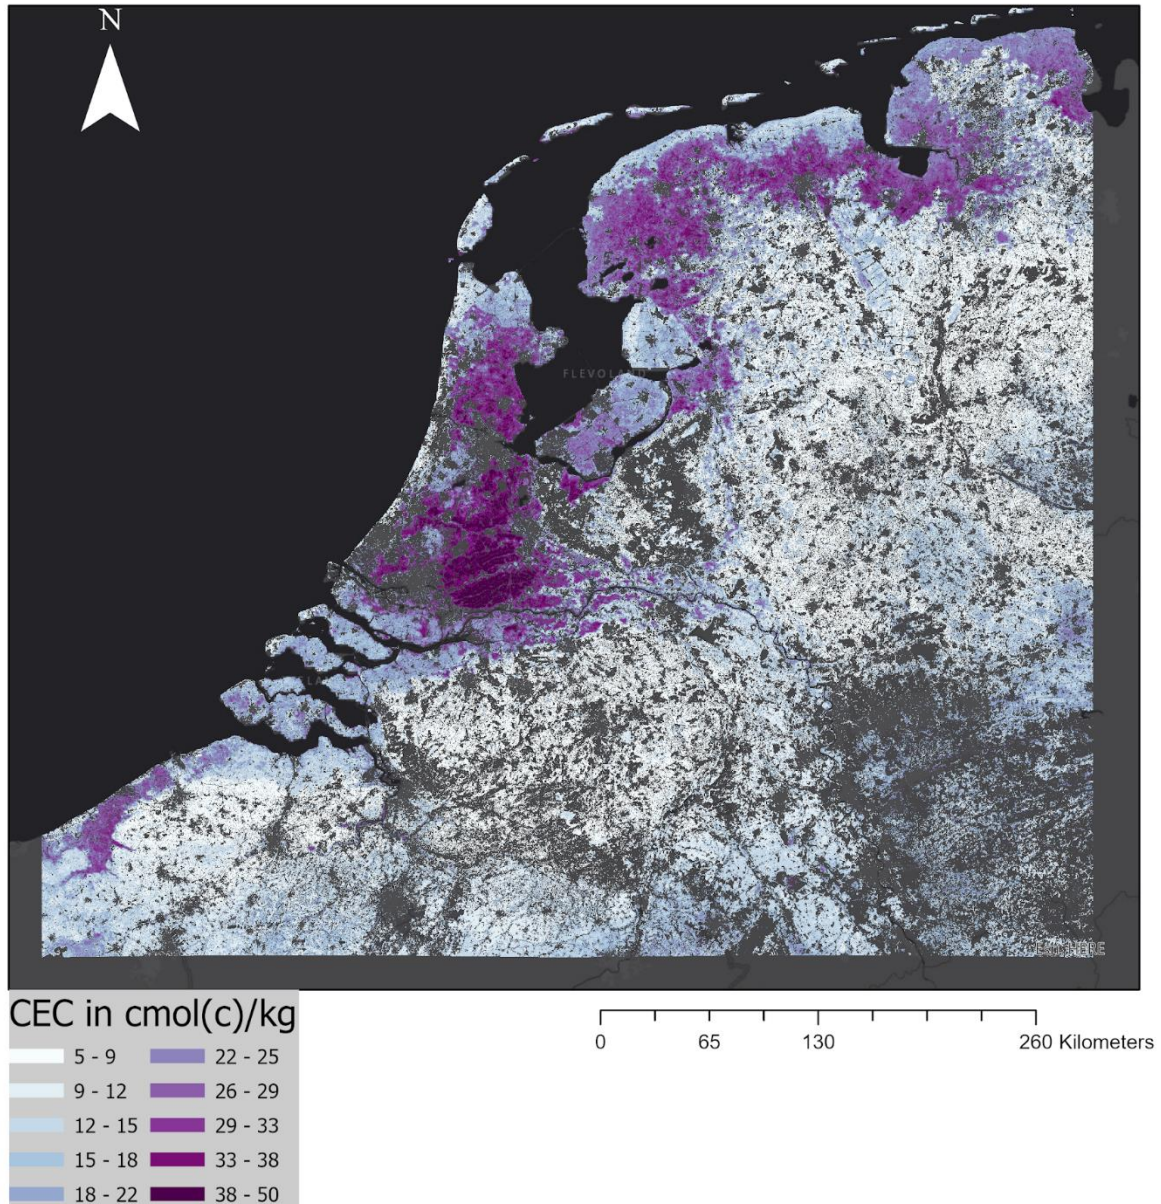 N
FLEVOLAND
CEC in cmol(c)/kg
5 - 9 22 - 25
9 - 12 26 - 29
12 - 15 29 - 33
15 - 18 33 - 38
18 - 22 38 - 50
0 65 130 260 Kilometers